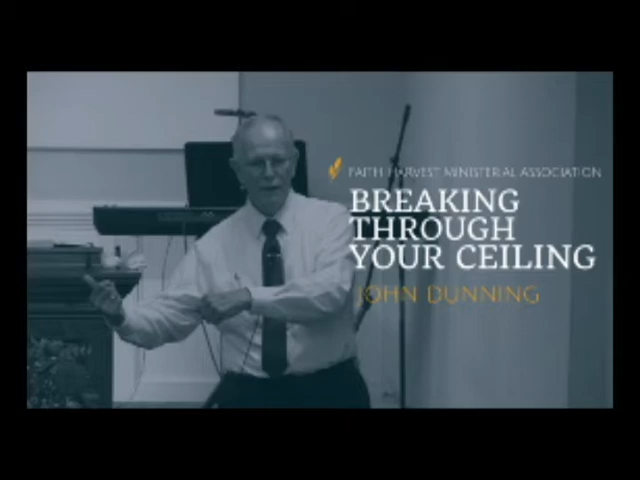 FAITH HARVEST MINISTERIAL ASSOCIATION
BREAKING
THROUGH
YOUR CEILING
JOHN DUNNING